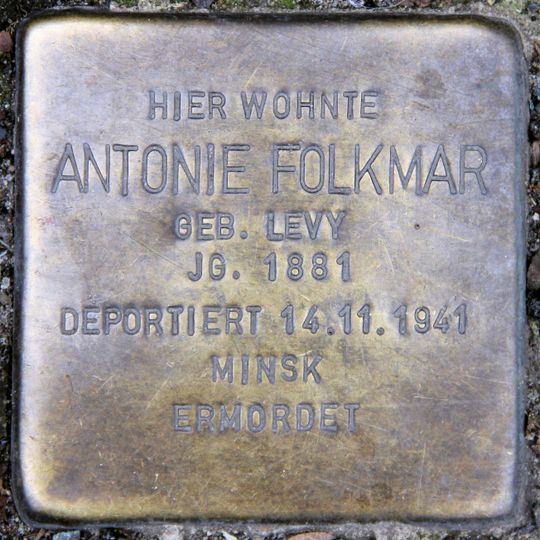 HIER WOHNTE
ANTONIE FOLKMAR
GEB. LEVY
JG. 1881
DEPORTIERT 14.11.1941
MINSK
ERMORDET